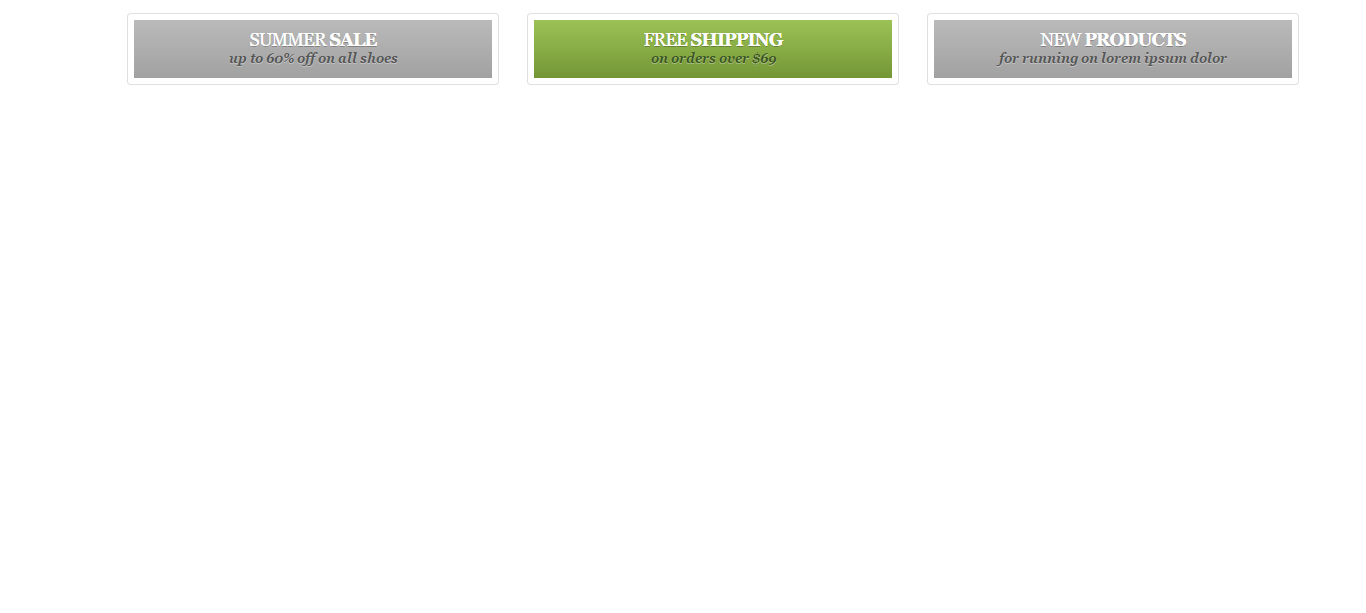 SUMMER SALE
up to 60% off on all shoes
FREE SHIPPING
on orders over $69
NEW PRODUCTS
for running on lorem ipsum dolor